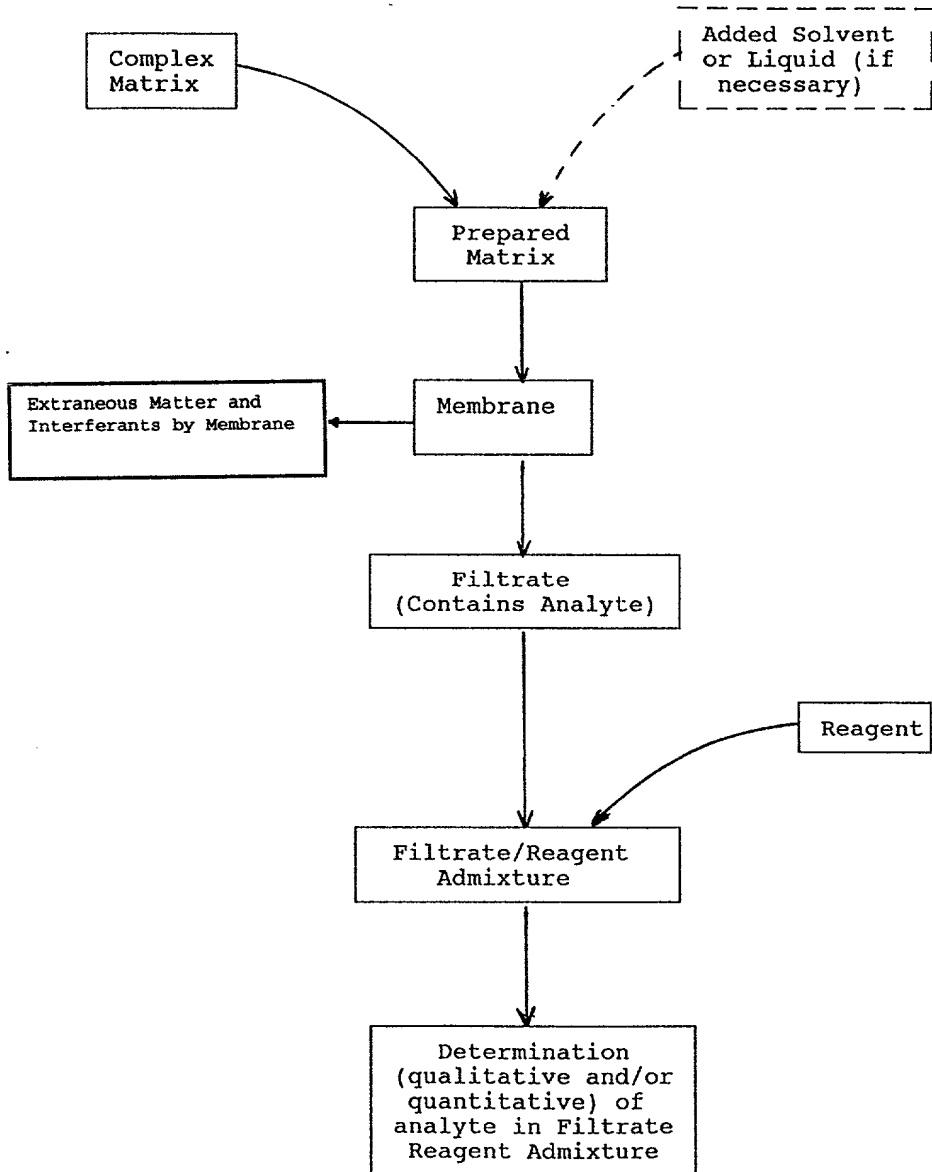 Complex
Matrix
Added Solvent
or Liquid (if
necessary)
Prepared
Matrix
Extraneous Matter and
Interferants by Membrane
Membrane
Filtrate
(Contains Analyte)
Reagent
Filtrate/Reagent
Admixture
Determination
(qualitative and/or
quantitative) of
analyte in Filtrate
Reagent Admixture